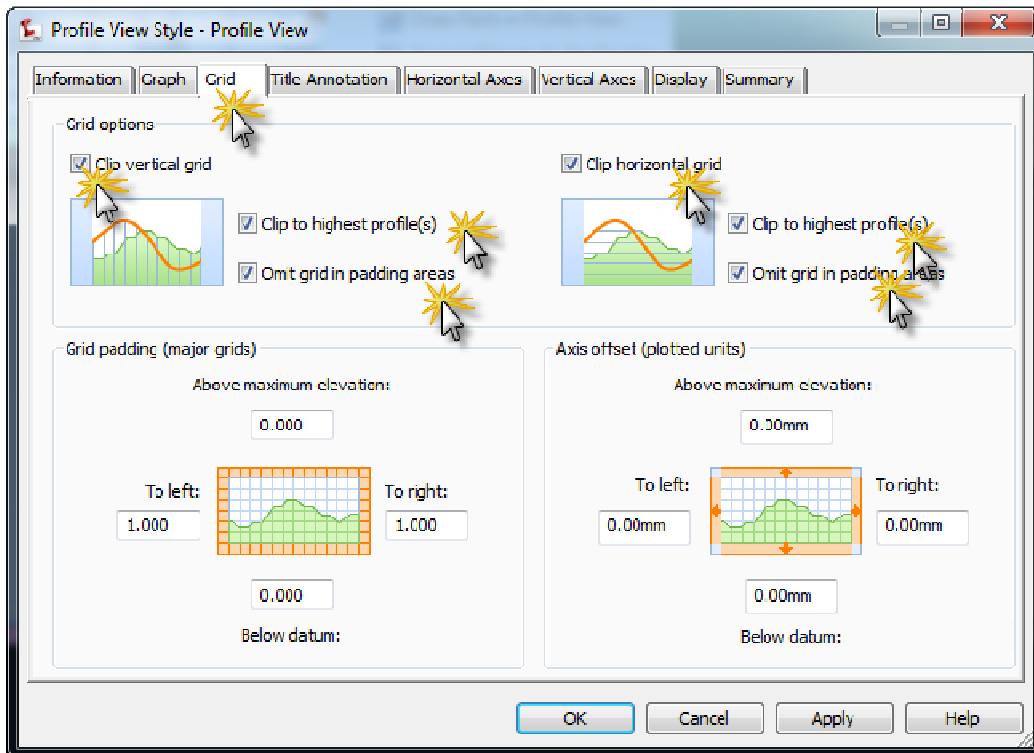 Profile View Style - Profile View
Information Graph Grid Title Annotation Horizontal Axes Vertical Axes Display Summary
Grid options
Clip vertical grid
Clip to highest profile(s)
Omit grid in padding areas
Clip horizontal grid
Clip to highest profile(s)
Omit grid in padding areas
Grid padding (major grids)
Above maximum elevation:
0.000
To left:
1.000
To right:
1.000
0.000
Below datum:
Axis offset (plotted units)
Above maximum elevation:
0.00mm
To left:
0.00mm
To right:
0.00mm
0.00mm
Below datum:
OK Cancel Apply Help